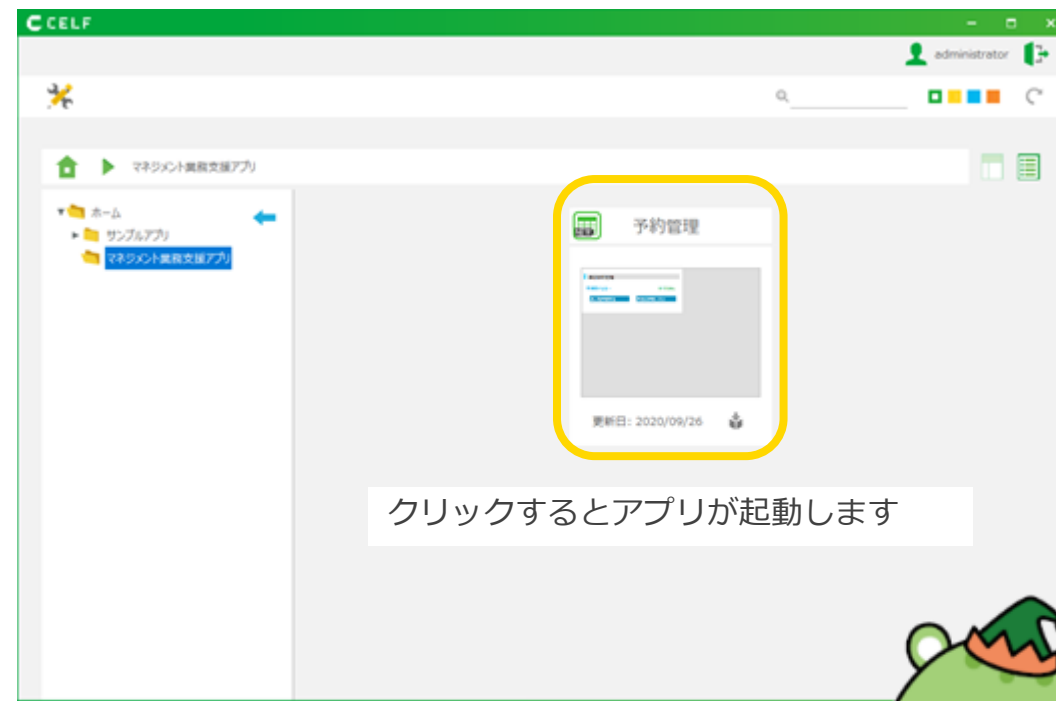 CELF
administrator
マネジメント業務支援アプリ
ホーム
サンプルアプリ
マネジメント業務支援アプリ
予約管理
更新日: 2020/09/26
クリックするとアプリが起動します